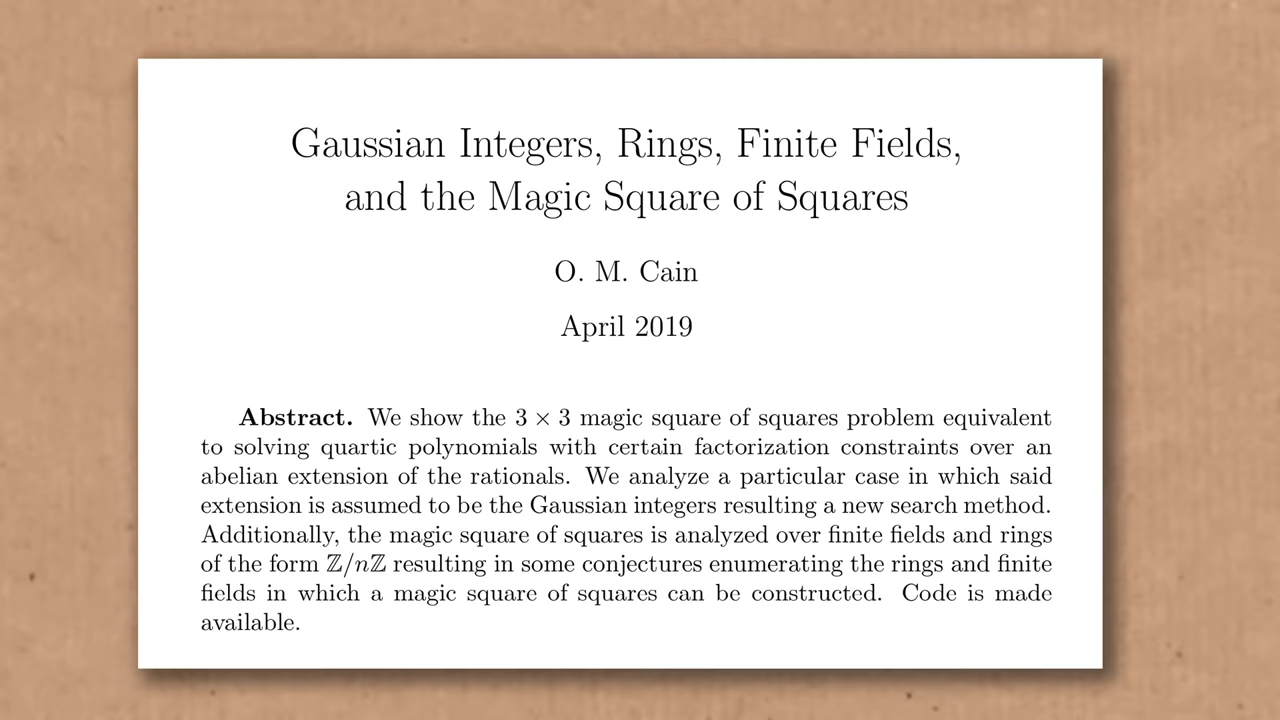 Gaussian Integers, Rings, Finite Fields,
and the Magic Square of Squares
O. M. Cain
April 2019
Abstract. We show the 3 × 3 magic square of squares problem equivalent
to solving quartic polynomials with certain factorization constraints over an
abelian extension of the rationals. We analyze a particular case in which said
extension is assumed to be the Gaussian integers resulting a new search method.
Additionally, the magic square of squares is analyzed over finite fields and rings
of the form ℤ/nℤ resulting in some conjectures enumerating the rings and finite
fields in which a magic square of squares can be constructed. Code is made
available.